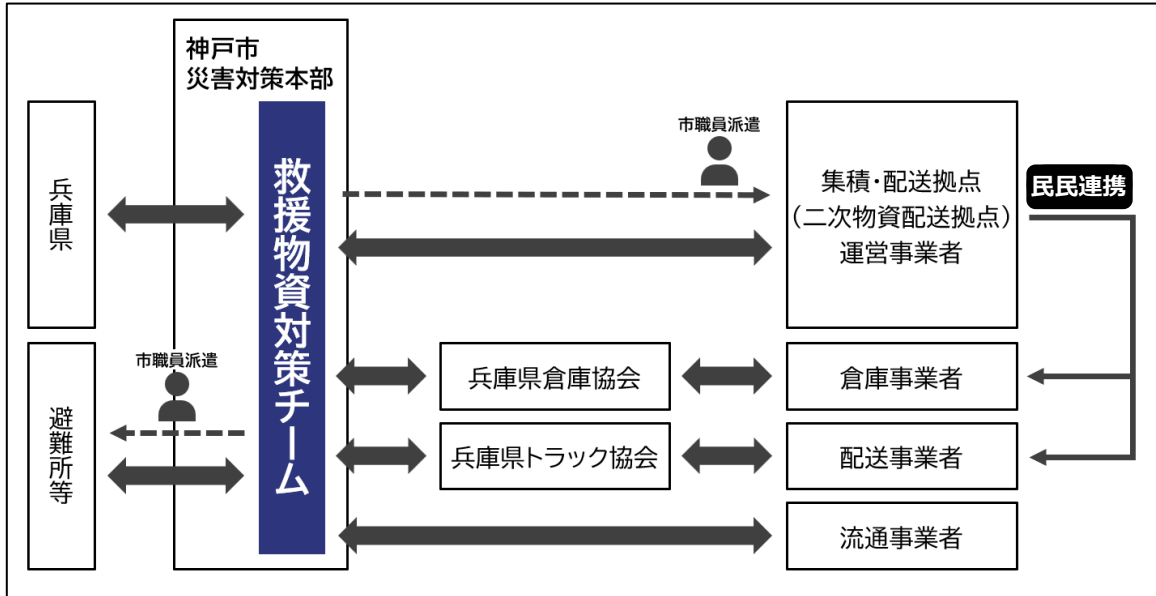 神戸市
災害対策本部
救援物資対策チーム
兵庫県
避難所等
市職員派遣
市職員派遣
集積・配送拠点
（二次物資配送拠点）
運営事業者
民民連携
兵庫県倉庫協会
倉庫事業者
兵庫県トラック協会
配送事業者
流通事業者